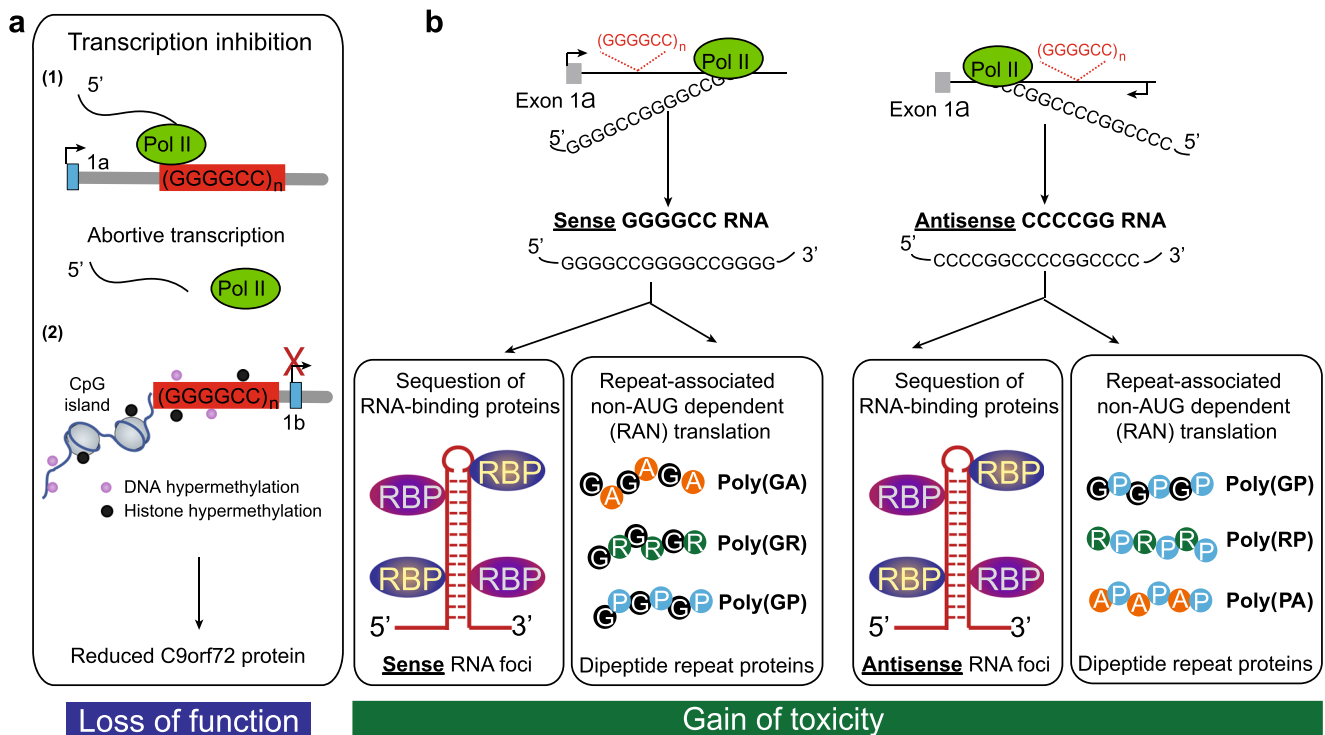 a
Transcription inhibition
(1)
5’
Pol II
1a
(GGGGCC)n
Abortive transcription
5’
Pol II
(2)
X
CpG
island
(GGGGCC)n
1b
DNA hypermethylation
Histone hypermethylation
Reduced C9orf72 protein
Loss of function
b
(GGGGCC)n
Pol II
Exon 1a
5’
GGGGCCGGGGCCG
Sense GGGGCC RNA
5’
GGGGCCGGGGCCGGGG
3’
(GGGGCC)n
Pol II
Exon 1a
CCGGCCCCGGCCCC
5’
Antisense CCCCGG RNA
5’
CCCCGGCCCCGGCCCC
3’
Sequestion of
RNA-binding proteins
RBP
RBP
RBP
RBP
5’
3’
Sense RNA foci
Repeat-associated
non-AUG dependent
(RAN) translation
G A G A G A
Poly(GA)
G R G R G R
Poly(GR)
G P G P G P
Poly(GP)
Dipeptide repeat proteins
Sequestion of
RNA-binding proteins
RBP
RBP
RBP
RBP
5’
3’
Antisense RNA foci
Repeat-associated
non-AUG dependent
(RAN) translation
G P G P G P
Poly(GP)
R P R P R P
Poly(RP)
A P A P A P
Poly(PA)
Dipeptide repeat proteins
Gain of toxicity